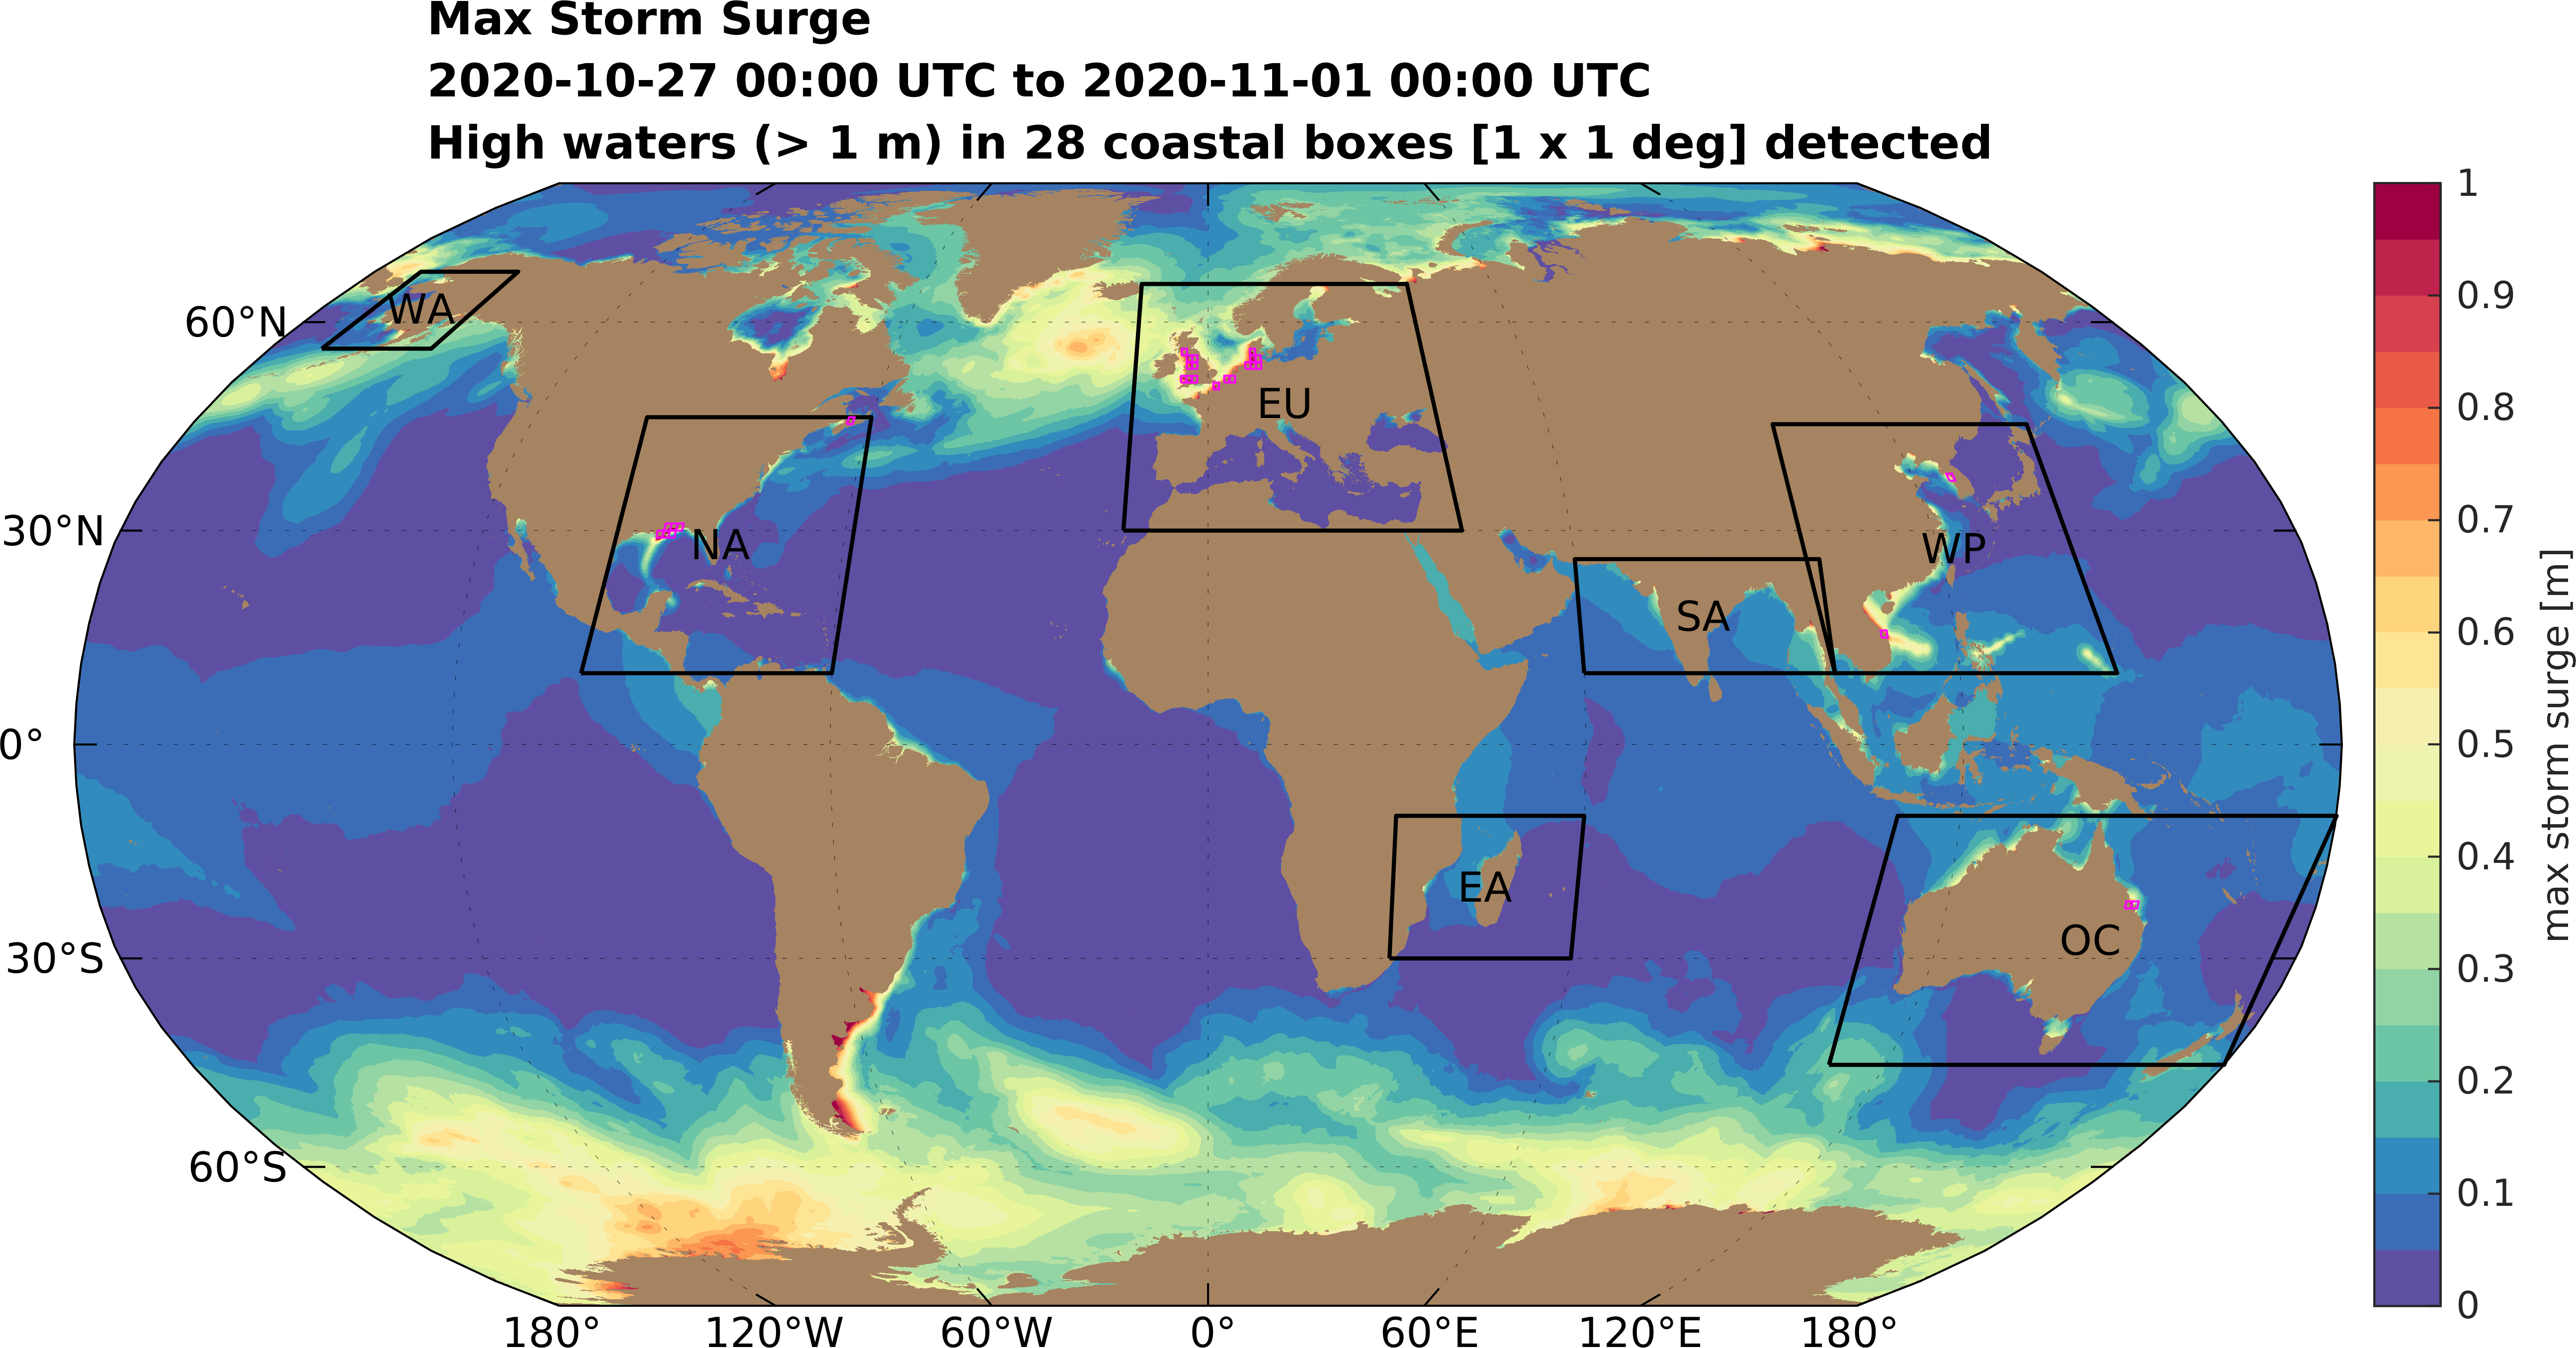 Max Storm Surge
2020-10-27 00:00 UTC to 2020-11-01 00:00 UTC
High waters (> 1 m) in 28 coastal boxes [1 x 1 deg] detected
60°N
30°N
0°
30°S
60°S
WA
NA
EU
SA
WP
EA
OC
180°
120°W
60°W
0°
60°E
120°E
180°
1
0.9
0.8
0.7
0.6
0.5
0.4
0.3
0.2
0.1
0
max storm surge [m]